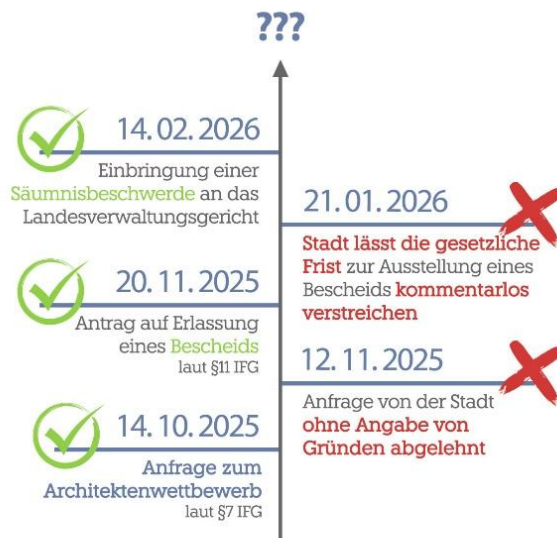 ???
14.02.2026
Einbringung einer
Säumnisbeschwerde an das
Landesverwaltungsgericht
21.01.2026
Stadt lässt die gesetzliche
Frist zur Ausstellung eines
Bescheids kommentarlos
verstreichen
20.11.2025
Antrag auf Erlassung
eines Bescheids
laut §11 IFG
12.11.2025
Anfrage von der Stadt
ohne Angabe von
Gründen abgelehnt
14.10.2025
Anfrage zum
Architektenwettbewerb
laut §7 IFG